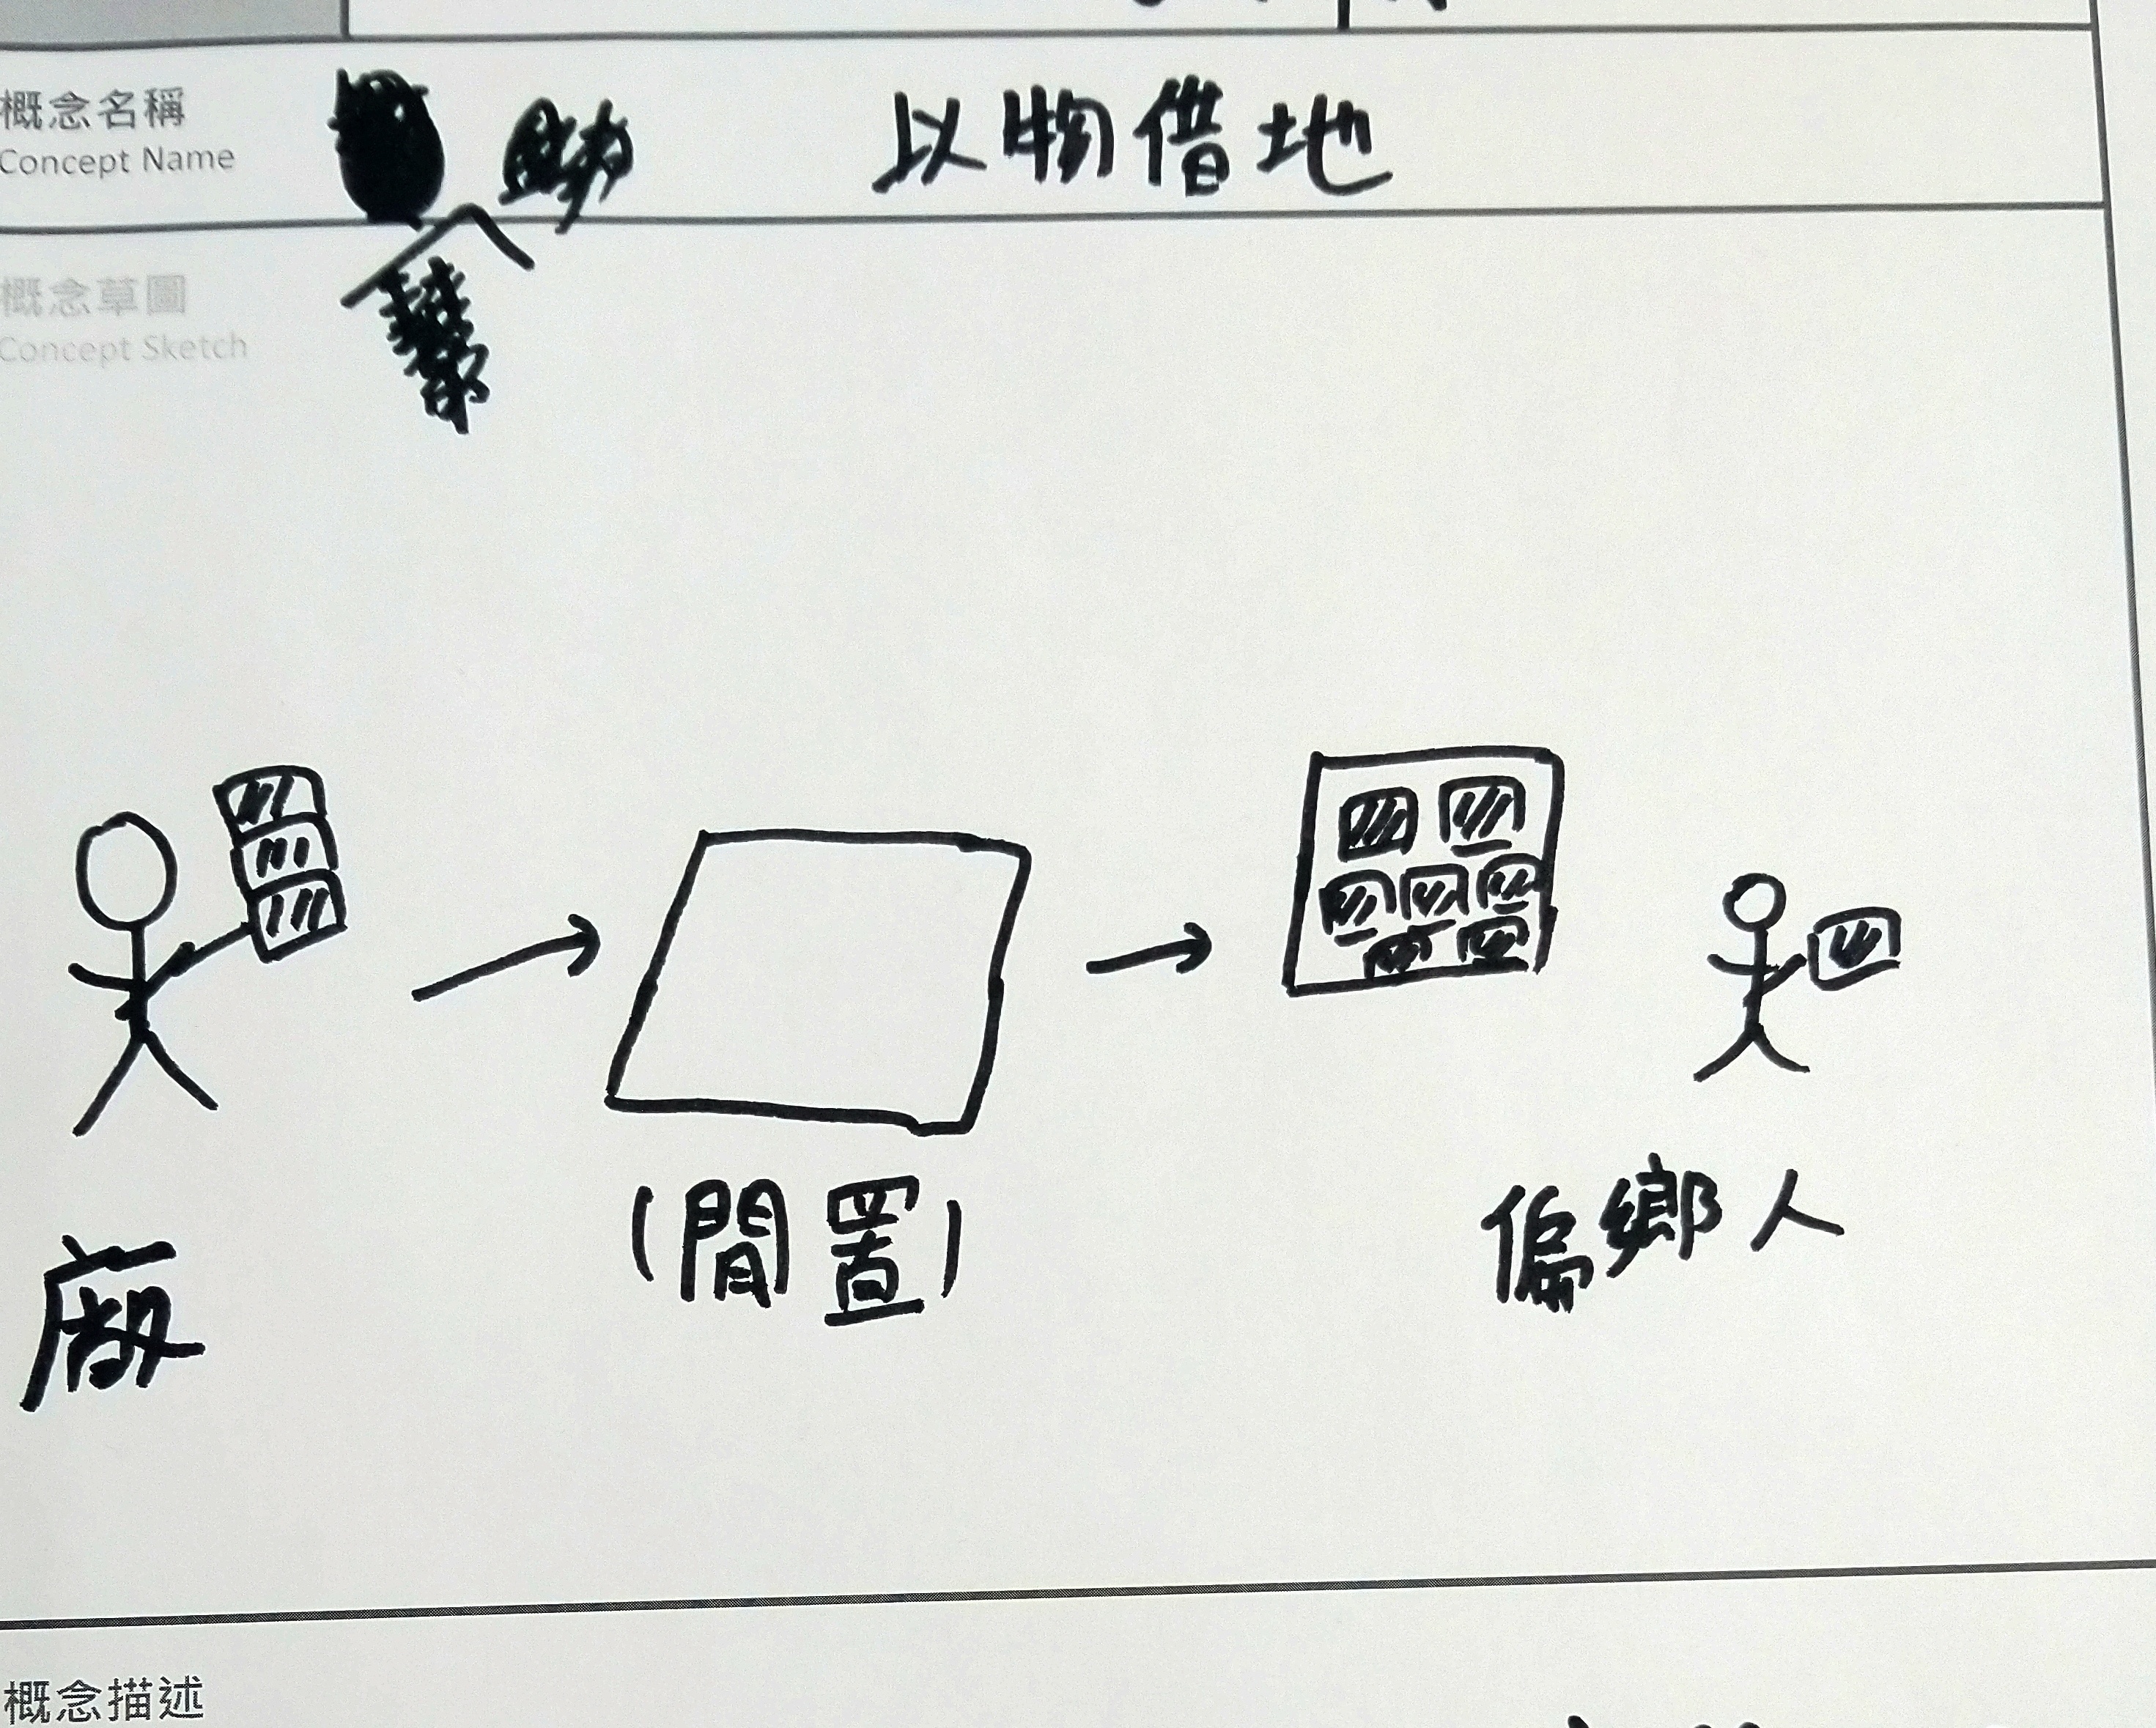 概念名稱
Concept Name
以物借地
概念草圖
Concept Sketch
廠
(閒置)
偏鄉人
概念描述